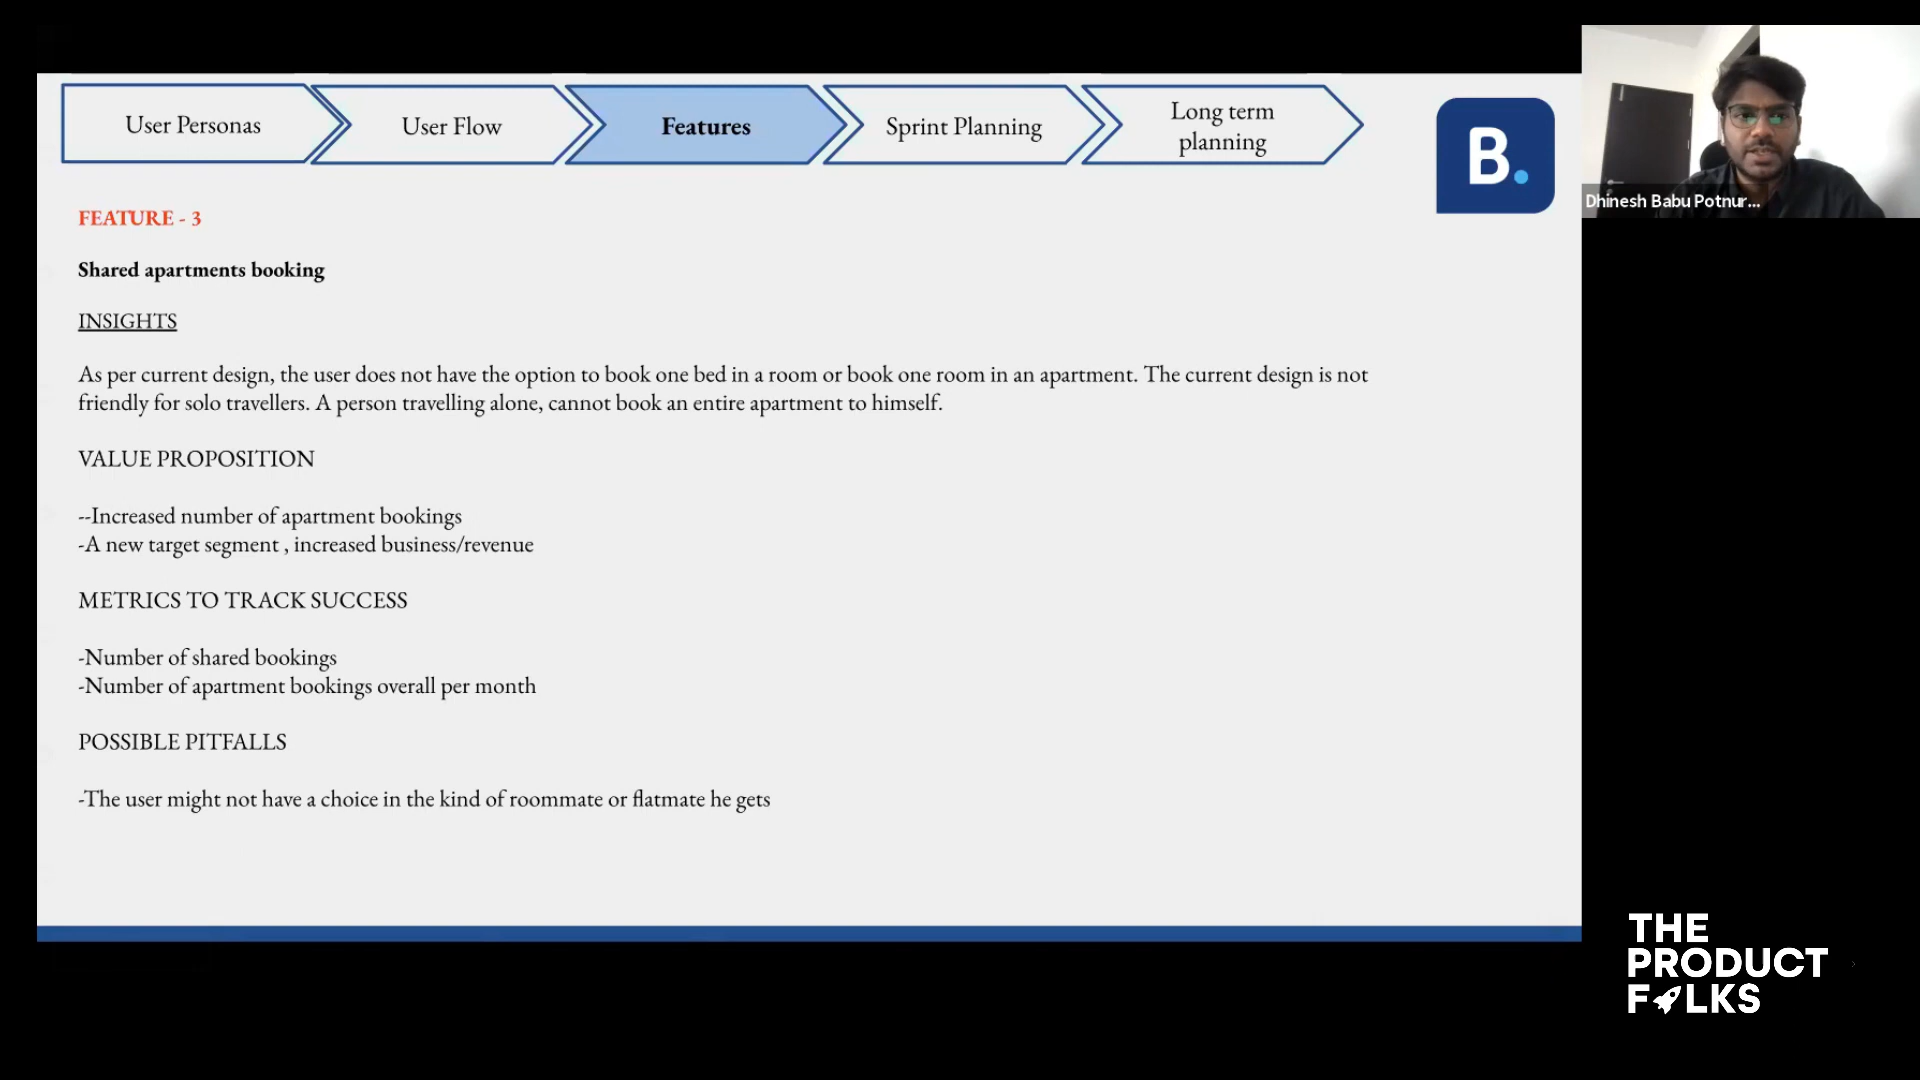 User Personas
User Flow
Features
Sprint Planning
Long term
planning
B.
Dhinesh Babu Potnur...
FEATURE - 3
Shared apartments booking
INSIGHTS
As per current design, the user does not have the option to book one bed in a room or book one room in an apartment. The current design is not
friendly for solo travellers. A person travelling alone, cannot book an entire apartment to himself.
VALUE PROPOSITION
--Increased number of apartment bookings
-A new target segment , increased business/revenue
METRICS TO TRACK SUCCESS
-Number of shared bookings
-Number of apartment bookings overall per month
POSSIBLE PITFALLS
-The user might not have a choice in the kind of roommate or flatmate he gets
THE
PRODUCT
FOLKS